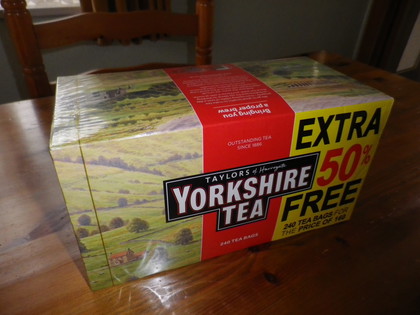 Bringing you
a proper brew
OUTSTANDING TEA
SINCE 1886
TAYLORS of Harrogate
YORKSHIRE
TEA
240 TEA BAGS
EXTRA
50%
FREE
240 TEA BAGS FOR
THE PRICE OF 160